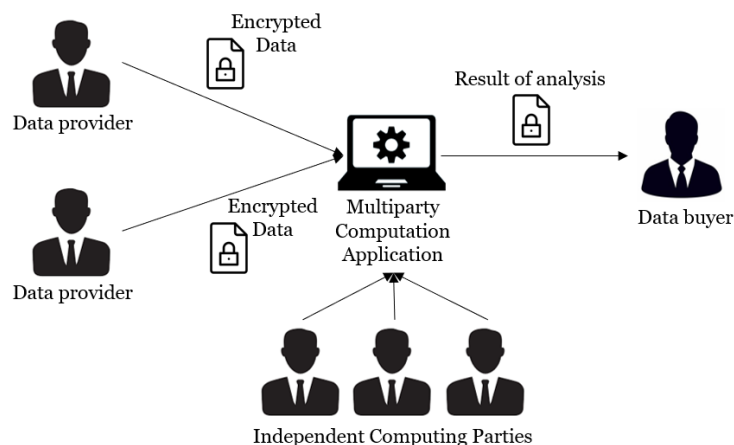 Encrypted
Data
Data provider
Result of analysis
Data buyer
Data provider
Encrypted
Data
Multiparty
Computation
Application
Independent Computing Parties